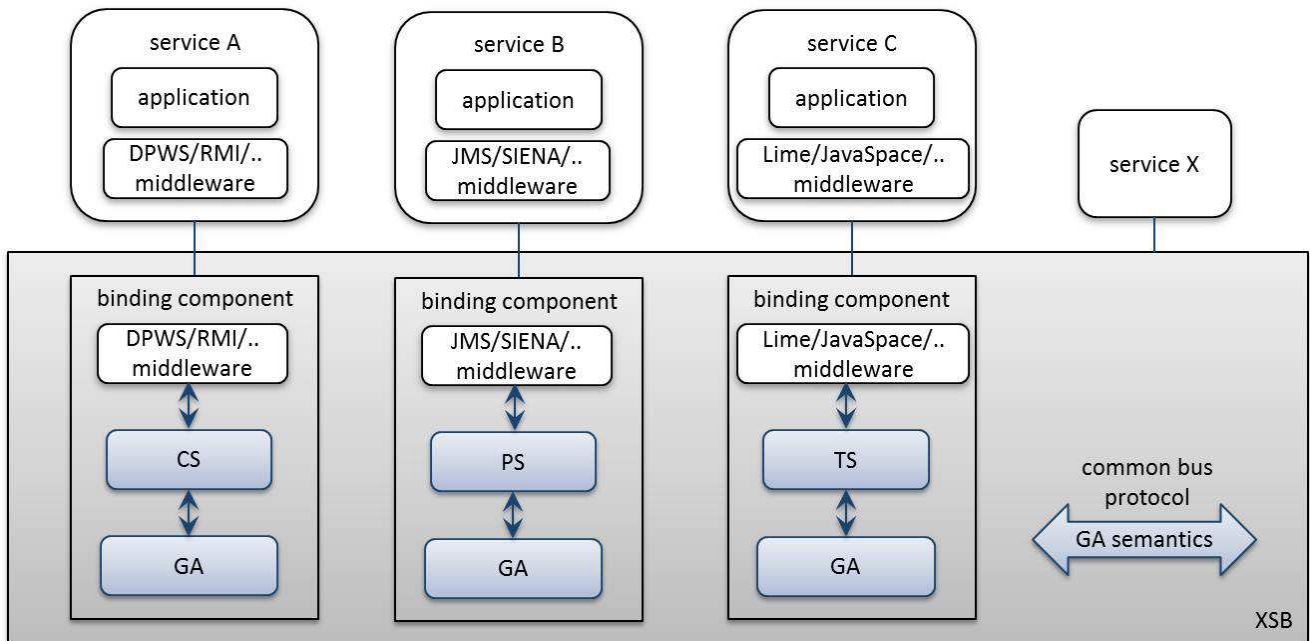 service A
application
DPWS/RMI/..
middleware
service B
application
JMS/SIENA/..
middleware
service C
application
Lime/JavaSpace/..
middleware
service X
binding component
DPWS/RMI/..
middleware
CS
GA
binding component
JMS/SIENA/..
middleware
PS
GA
binding component
Lime/JavaSpace/..
middleware
TS
GA
common bus
protocol
GA semantics
XSB